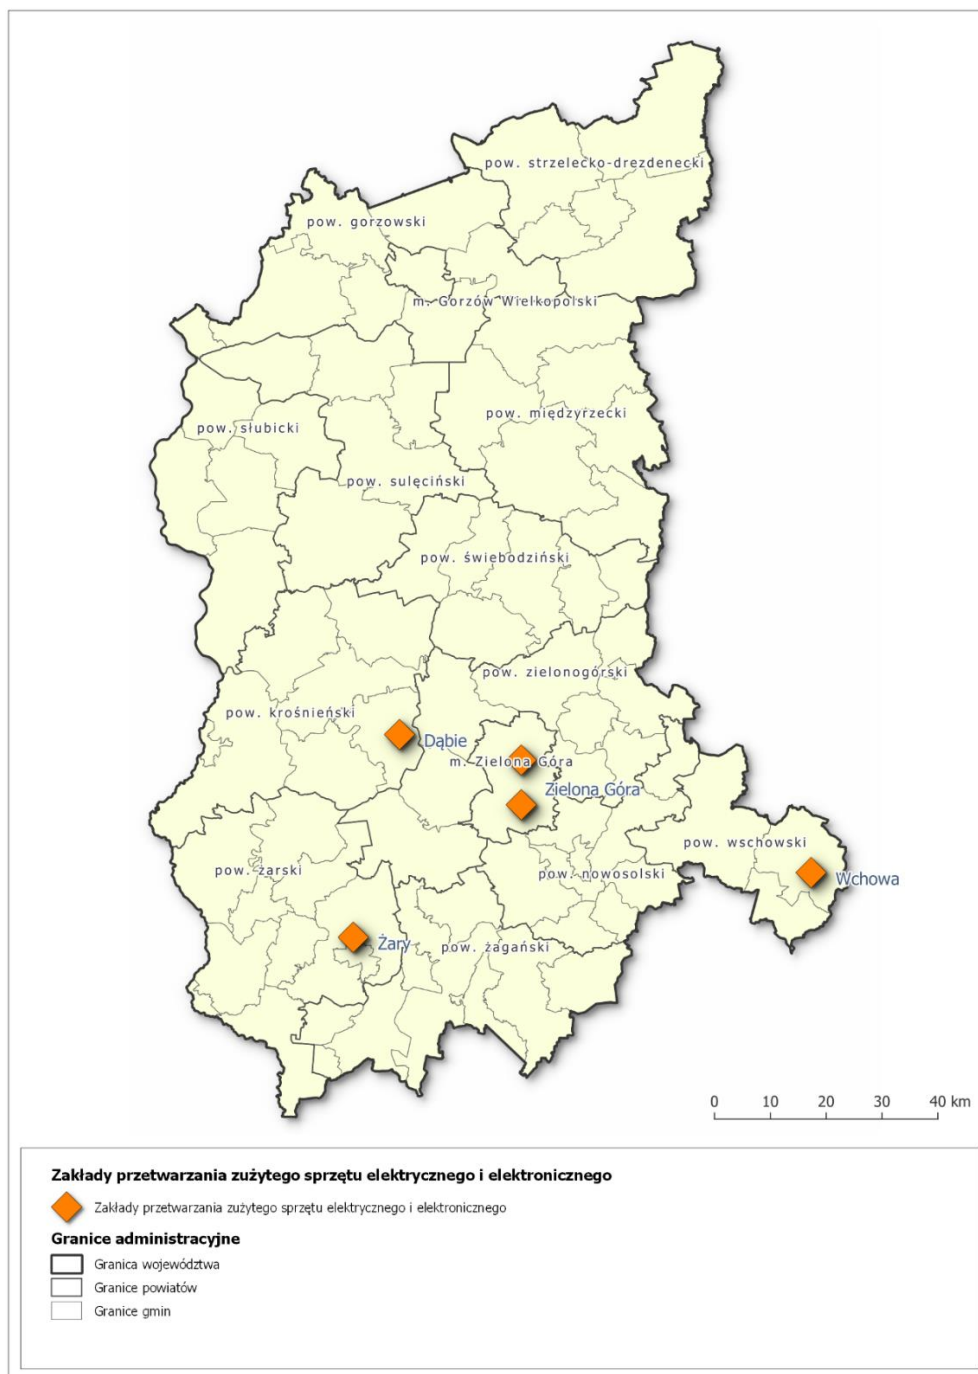 pow. strzelecko-drezdenecki
pow. gorzowski
m. Gorzów Wielkopolski
pow. międzyrzecki
pow. słubicki
pow. sulęciński
pow. świebodziński
pow. zielonogórski
pow. krośnieński
Dąbie
m. Zielona Góra
Zielona Góra
pow. wschowski
pow. żarski
pow. nowosolski
Wchowa
Żary
pow. żagański
0 10 20 30 40 km
Zakłady przetwarzania zużytego sprzętu elektrycznego i elektronicznego
Zakłady przetwarzania zużytego sprzętu elektrycznego i elektronicznego
Granice administracyjne
Granica województwa
Granice powiatów
Granice gmin